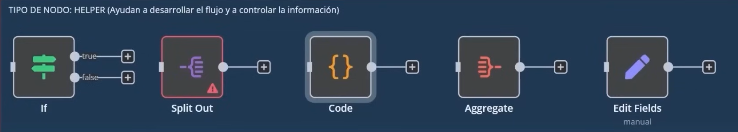 TIPO DE NODO: HELPER (Ayudan a desarrollar el flujo y a controlar la información)
true
false
If
Split Out
Code
Aggregate
Edit Fields
manual